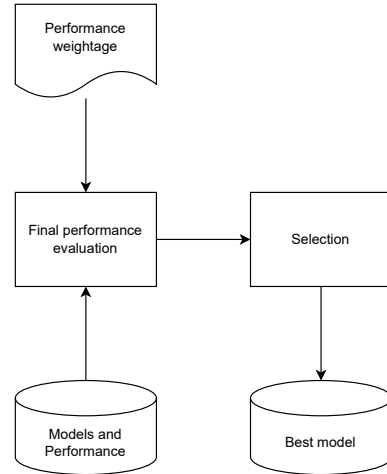 Performance
weightage
Final performance
evaluation
Selection
Models and
Performance
Best model